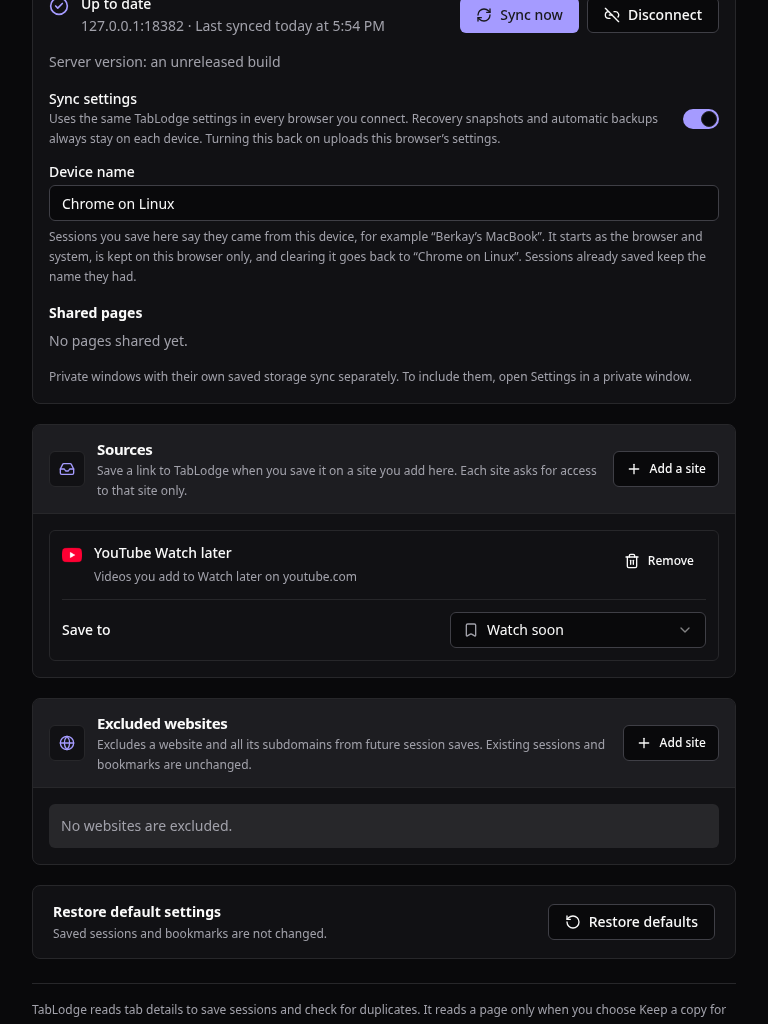 Up to date
127.0.0.1:18382 · Last synced today at 5:54 PM
Sync now
Disconnect
Server version: an unreleased build
Sync settings
Uses the same TabLodge settings in every browser you connect. Recovery snapshots and automatic backups
always stay on each device. Turning this back on uploads this browser’s settings.
Device name
Chrome on Linux
Sessions you save here say they came from this device, for example “Berkay’s MacBook”. It starts as the browser and
system, is kept on this browser only, and clearing it goes back to “Chrome on Linux”. Sessions already saved keep the
name they had.
Shared pages
No pages shared yet.
Private windows with their own saved storage sync separately. To include them, open Settings in a private window.
Sources
Save a link to TabLodge when you save it on a site you add here. Each site asks for access
to that site only.
Add a site
YouTube Watch later
Videos you add to Watch later on youtube.com
Remove
Save to
Watch soon
Excluded websites
Excludes a website and all its subdomains from future session saves. Existing sessions and
bookmarks are unchanged.
Add site
No websites are excluded.
Restore default settings
Saved sessions and bookmarks are not changed.
Restore defaults
TabLodge reads tab details to save sessions and check for duplicates. It reads a page only when you choose Keep a copy for